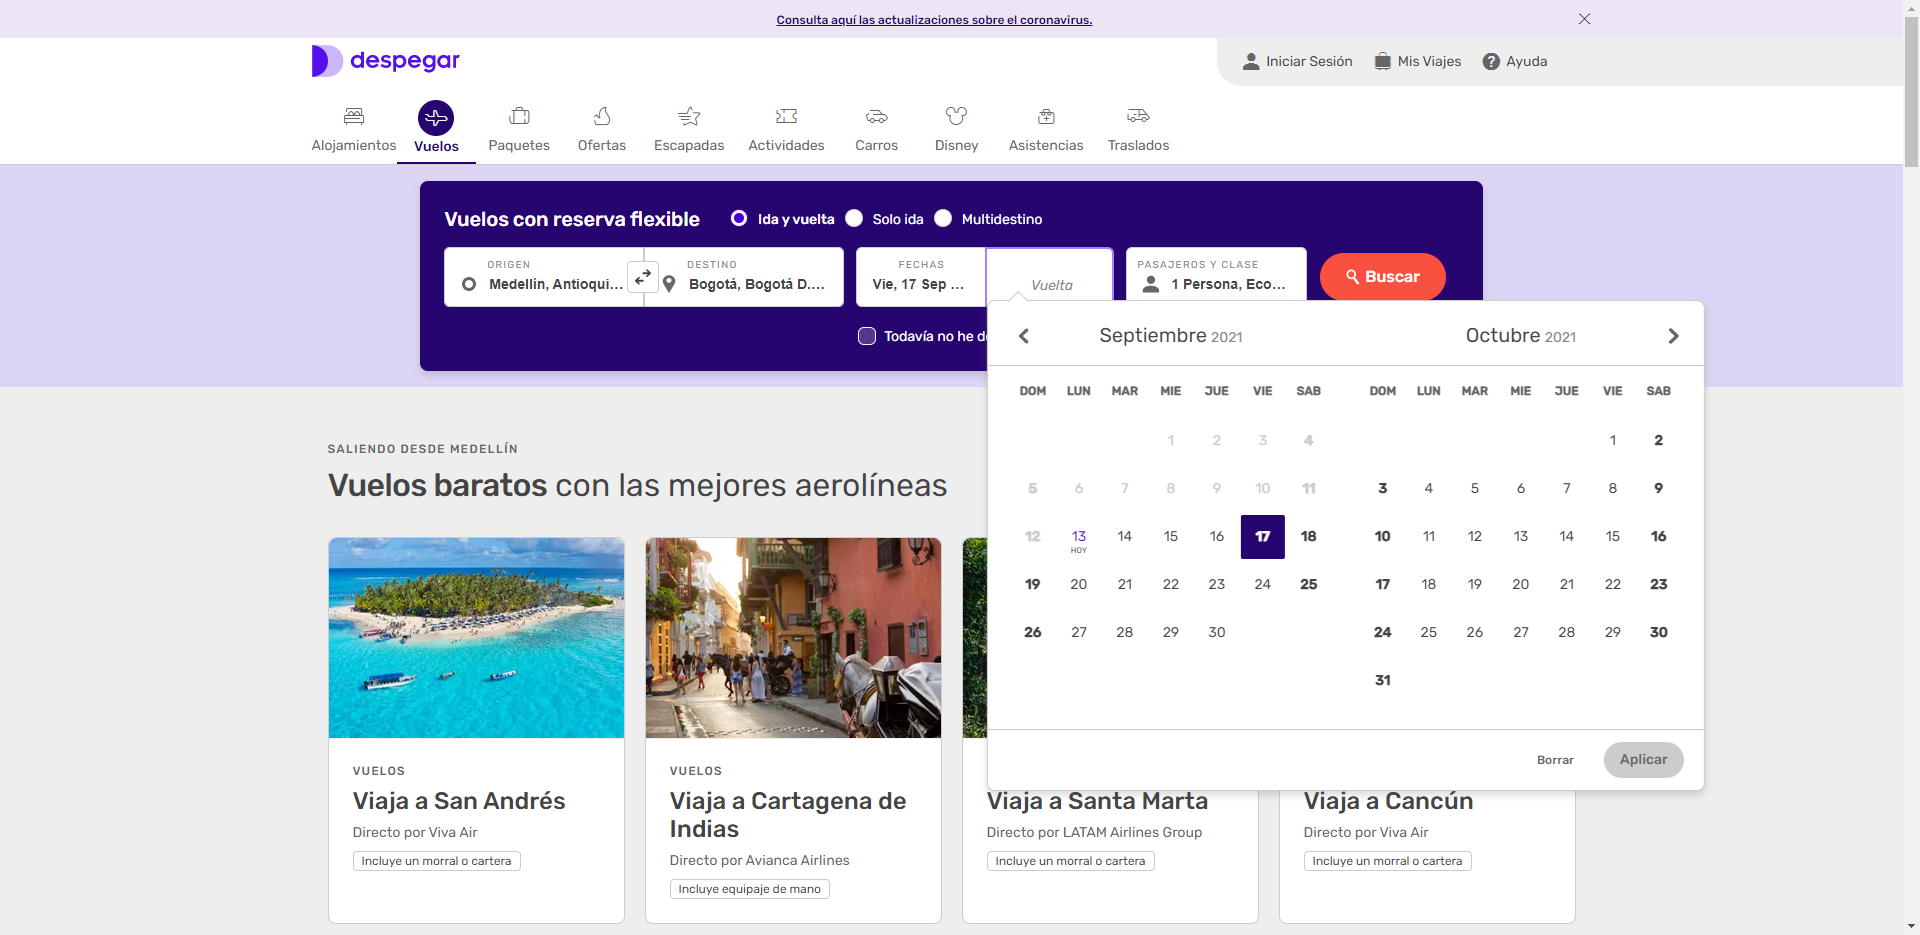 Consulta aquí las actualizaciones sobre el coronavirus.
despegar
Iniciar Sesión
Mis Viajes
Ayuda
Alojamientos
Vuelos
Paquetes
Ofertas
Escapadas
Actividades
Carros
Disney
Asistencias
Traslados
Vuelos con reserva flexible
Ida y vuelta
Solo ida
Multidestino
ORIGEN
Medellín, Antioqui...
DESTINO
Bogotá, Bogotá D....
FECHAS
Vie, 17 Sep ...
Vuelta
PASAJEROS Y CLASE
1 Persona, Eco...
Buscar
Todavía no he d
Septiembre 2021
DOM LUN MAR MIE JUE VIE SAB
1 2 3 4
5 6 7 8 9 10 11
12 13 14 15 16 17 18
HOY
19 20 21 22 23 24 25
26 27 28 29 30
Octubre 2021
DOM LUN MAR MIE JUE VIE SAB
1 2
3 4 5 6 7 8 9
10 11 12 13 14 15 16
17 18 19 20 21 22 23
24 25 26 27 28 29 30
31
Borrar
Aplicar
SALIENDO DESDE MEDELLÍN
Vuelos baratos con las mejores aerolíneas
VUELOS
Viaja a San Andrés
Directo por Viva Air
Incluye un morral o cartera
VUELOS
Viaja a Cartagena de
Indias
Directo por Avianca Airlines
Incluye equipaje de mano
Viaja a Santa Marta
Directo por LATAM Airlines Group
Incluye un morral o cartera
Viaja a Cancún
Directo por Viva Air
Incluye un morral o cartera